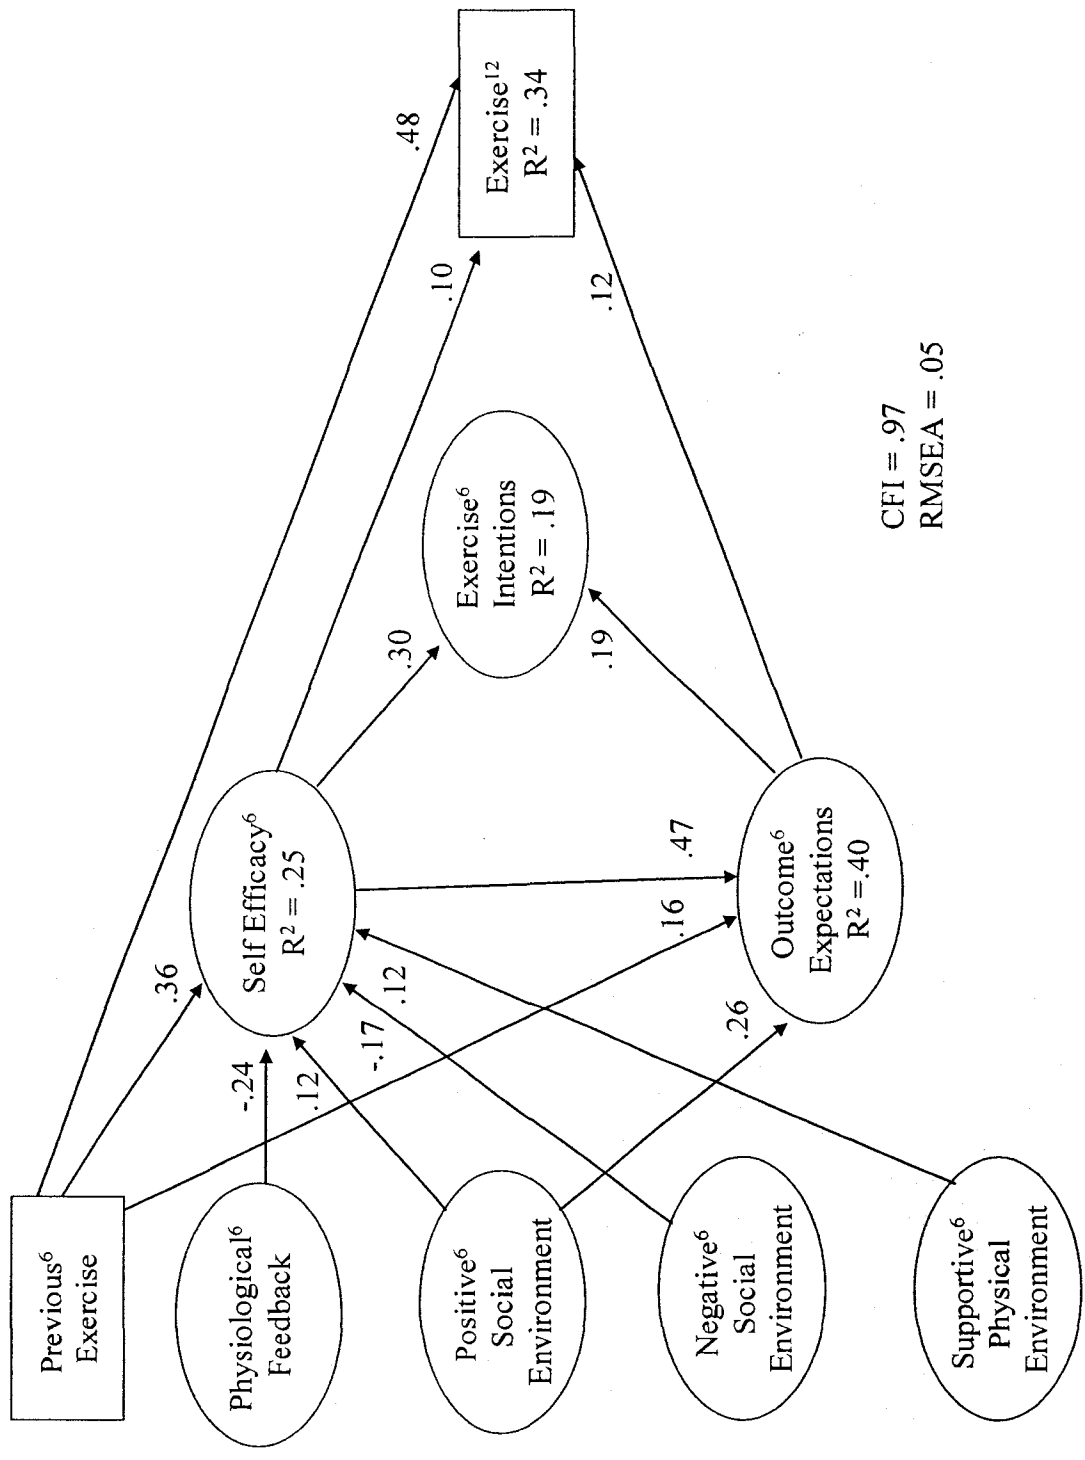 Previous⁶
Exercise
Physiological⁶
Feedback
Positive⁶
Social
Environment
Negative⁶
Social
Environment
Supportive⁶
Physical
Environment
.36
-.24
.12
-.17
.12
.16
.26
Self Efficacy⁶
R² = .25
.47
Outcome⁶
Expectations
R² =.40
.30
.19
Exercise⁶
Intentions
R² = .19
.48
.10
.12
Exercise¹²
R² = .34
CFI = .97
RMSEA = .05